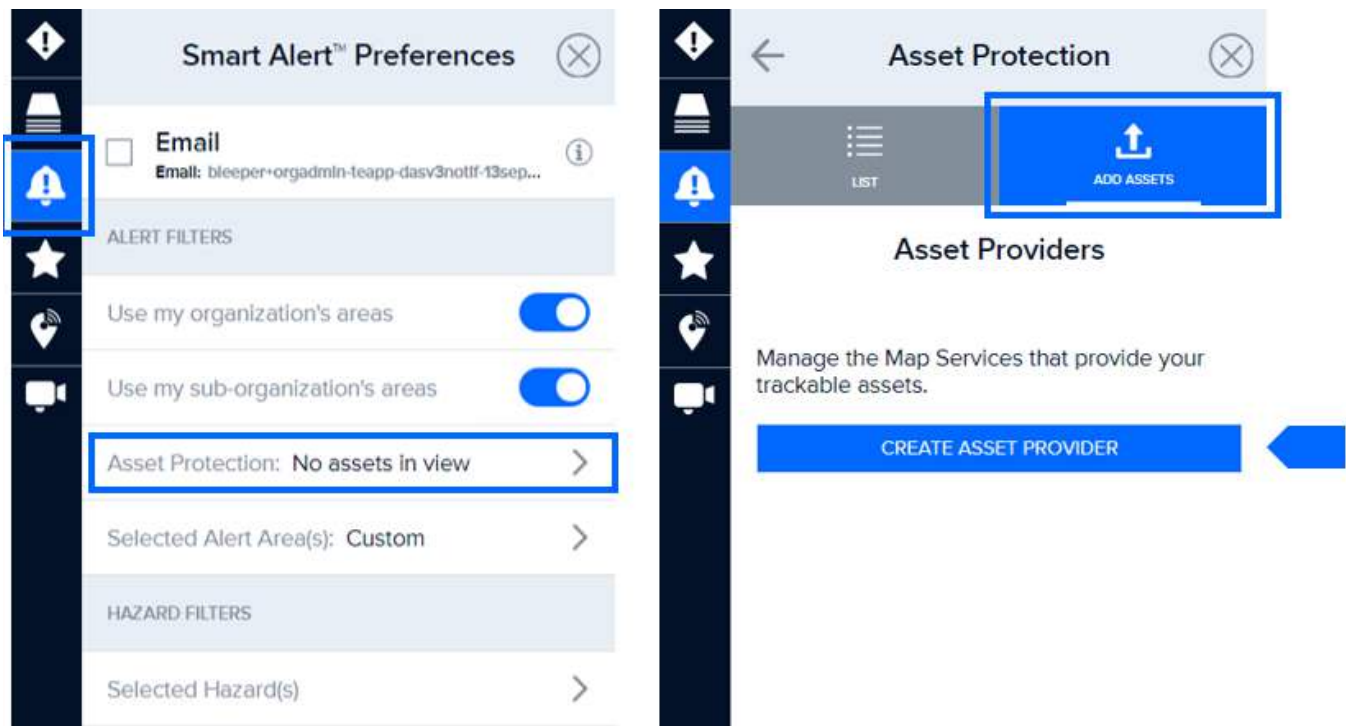 Smart Alert™ Preferences
Email
Email: bleeper+orgadmin-teapp-dasv3notif-13sep...
ALERT FILTERS
Use my organization's areas
Use my sub-organization's areas
Asset Protection: No assets in view
Selected Alert Area(s): Custom
HAZARD FILTERS
Selected Hazard(s)
Asset Protection
LIST
ADD ASSETS
Asset Providers
Manage the Map Services that provide your
trackable assets.
CREATE ASSET PROVIDER